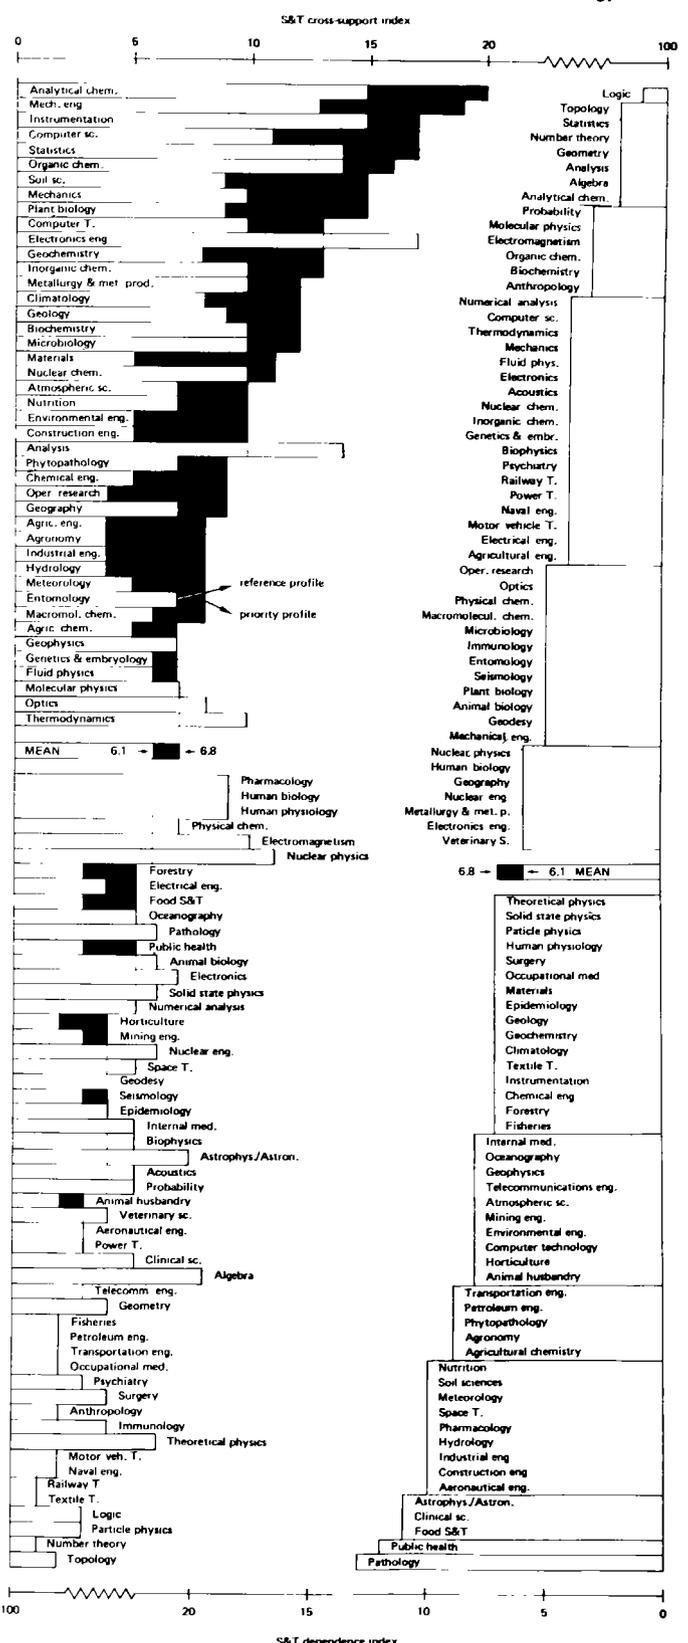 S&T cross-support index
0 5 10 15 20 100
Analytical chem.
Mech. eng
Instrumentation
Computer sc.
Statistics
Organic chem.
Soil sc.
Mechanics
Plant biology
Computer T.
Electronics eng
Geochemistry
Inorganic chem.
Metallurgy & met prod.
Climatology
Geology
Biochemistry
Microbiology
Materials
Nuclear chem.
Atmospheric sc.
Nutrition
Environmental eng.
Construction eng.
Analysis
Phytopathology
Chemical eng.
Oper research
Geography
Agric. eng.
Agronomy
Industrial eng.
Hydrology
Meteorology
Entomology
Macromol. chem.
Agric chem.
Geophysics
Genetics & embryology
Fluid physics
Molecular physics
Optics
Thermodynamics
reference profile
priority profile
MEAN 6.1 6.8
Pharmacology
Human biology
Human physiology
Physical chem.
Electromagnetism
Nuclear physics
Forestry
Electrical eng.
Food S&T
Oceanography
Pathology
Public health
Animal biology
Electronics
Solid state physics
Numerical analysis
Horticulture
Mining eng.
Nuclear eng.
Space T.
Geodesy
Seismology
Epidemiology
Internal med.
Biophysics
Astrophys./Astron.
Acoustics
Probability
Animal husbandry
Veterinary sc.
Aeronautical eng.
Power T.
Clinical sc.
Algebra
Telecomm eng.
Geometry
Fisheries
Petroleum eng.
Transportation eng.
Occupational med.
Psychiatry
Surgery
Anthropology
Immunology
Theoretical physics
Motor veh. T.
Naval eng.
Railway T
Textile T.
Logic
Particle physics
Number theory
Topology
Logic
Topology
Statistics
Number theory
Geometry
Analysis
Algebra
Analytical chem.
Probability
Molecular physics
Electromagnetism
Organic chem.
Biochemistry
Anthropology
Numerical analysis
Computer sc.
Thermodynamics
Mechanics
Fluid phys.
Electronics
Acoustics
Nuclear chem.
Inorganic chem.
Genetics & embr.
Biophysics
Psychiatry
Railway T.
Power T.
Naval eng.
Motor vehicle T.
Electrical eng.
Agricultural eng.
Oper. research
Optics
Physical chem.
Macromolecul. chem.
Microbiology
Immunology
Entomology
Seismology
Plant biology
Animal biology
Geodesy
Mechanical eng.
Nuclear physics
Human biology
Geography
Nuclear eng
Metallurgy & met. p.
Electronics eng.
Veterinary S.
6.8 6.1 MEAN
Theoretical physics
Solid state physics
Paticle physics
Human physiology
Surgery
Occupational med
Materials
Epidemiology
Geology
Geochemistry
Climatology
Textile T.
Instrumentation
Chemical eng
Forestry
Fisheries
Internal med.
Oceanography
Geophysics
Telecommunications eng.
Atmospheric sc.
Mining eng.
Environmental eng.
Computer technology
Horticulture
Animal husbandry
Transportation eng.
Petroleum eng.
Phytopathology
Agronomy
Agricultural chemistry
Nutrition
Soil sciences
Meteorology
Space T.
Pharmacology
Hydrology
Industrial eng
Construction eng
Aeronautical eng.
Astrophys./Astron.
Clinical sc.
Food S&T
Public health
Pathology
100 20 15 10 5 0
S&T dependence index